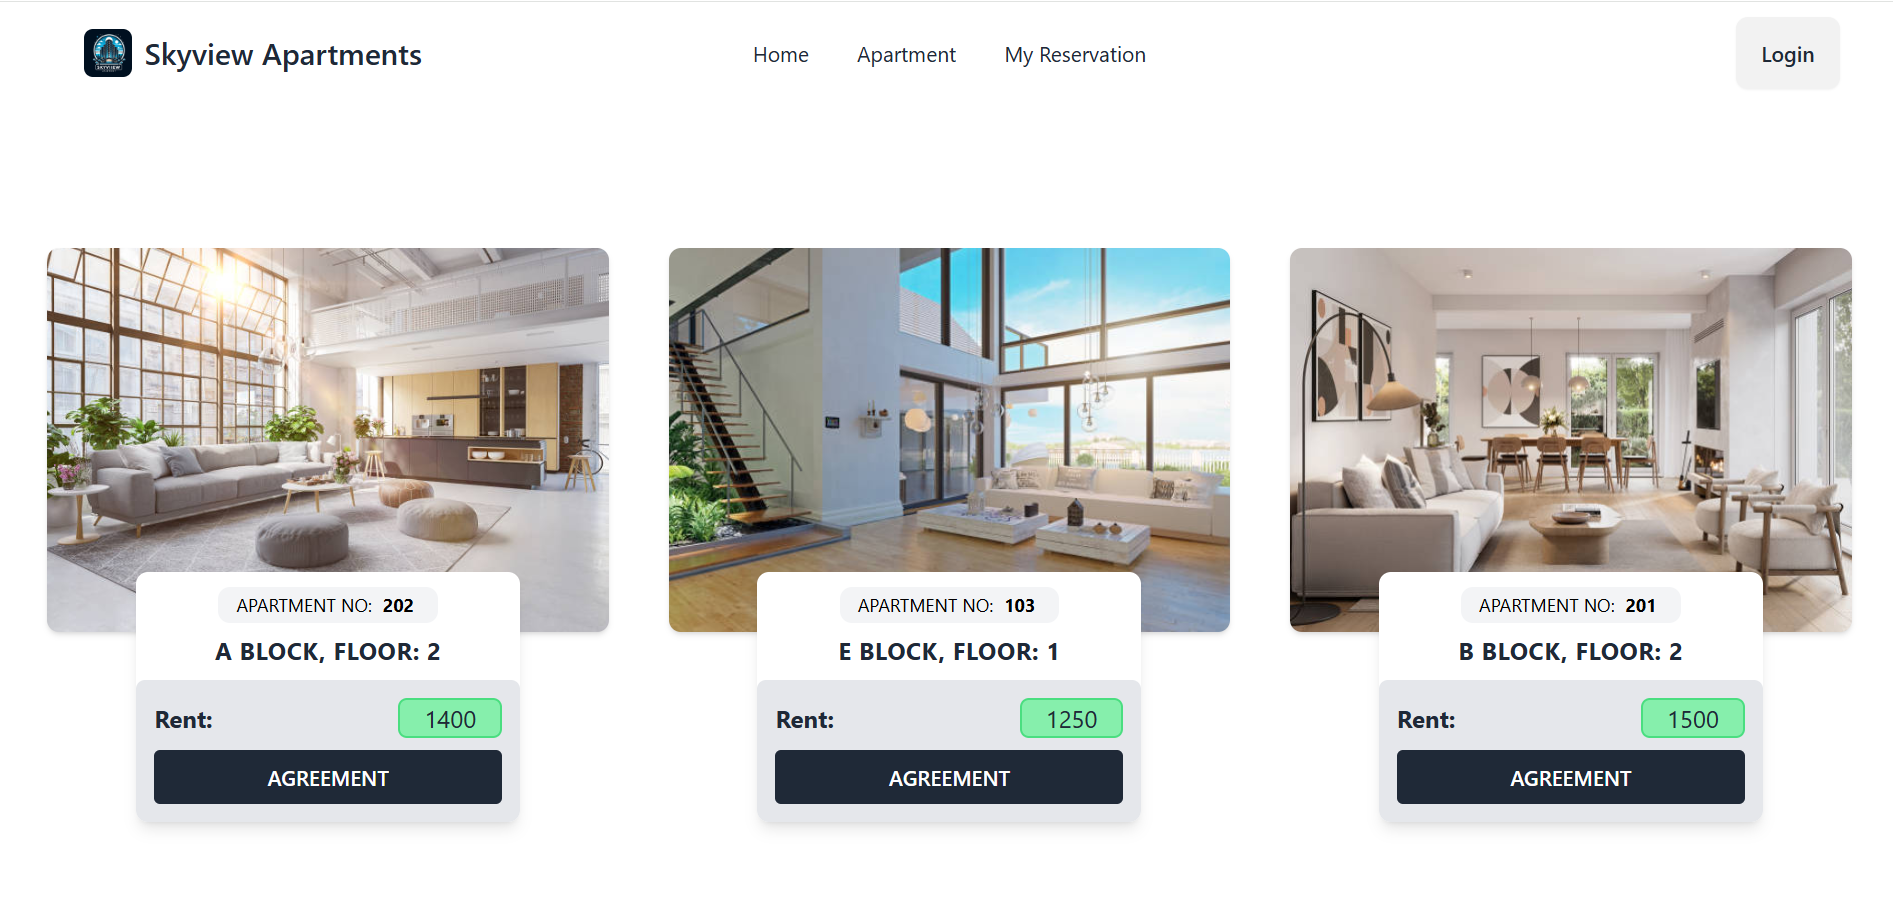 Skyview Apartments
Home
Apartment
My Reservation
Login
APARTMENT NO: 202
A BLOCK, FLOOR: 2
Rent: 1400
AGREEMENT
APARTMENT NO: 103
E BLOCK, FLOOR: 1
Rent: 1250
AGREEMENT
APARTMENT NO: 201
B BLOCK, FLOOR: 2
Rent: 1500
AGREEMENT